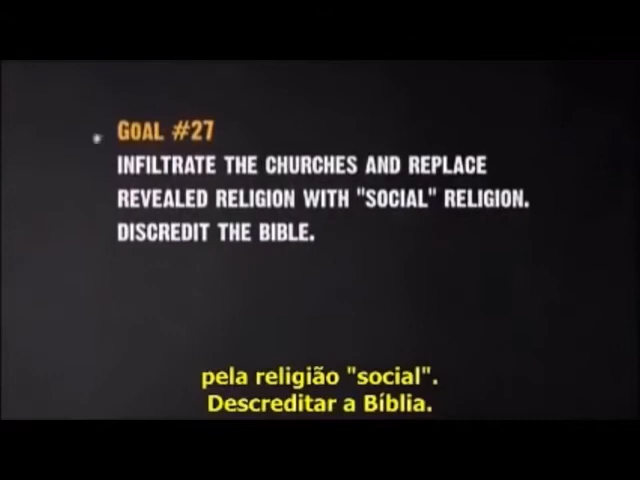 GOAL #27
INFILTRATE THE CHURCHES AND REPLACE
REVEALED RELIGION WITH "SOCIAL" RELIGION.
DISCREDIT THE BIBLE.
pela religião "social".
Descreditar a Bíblia.